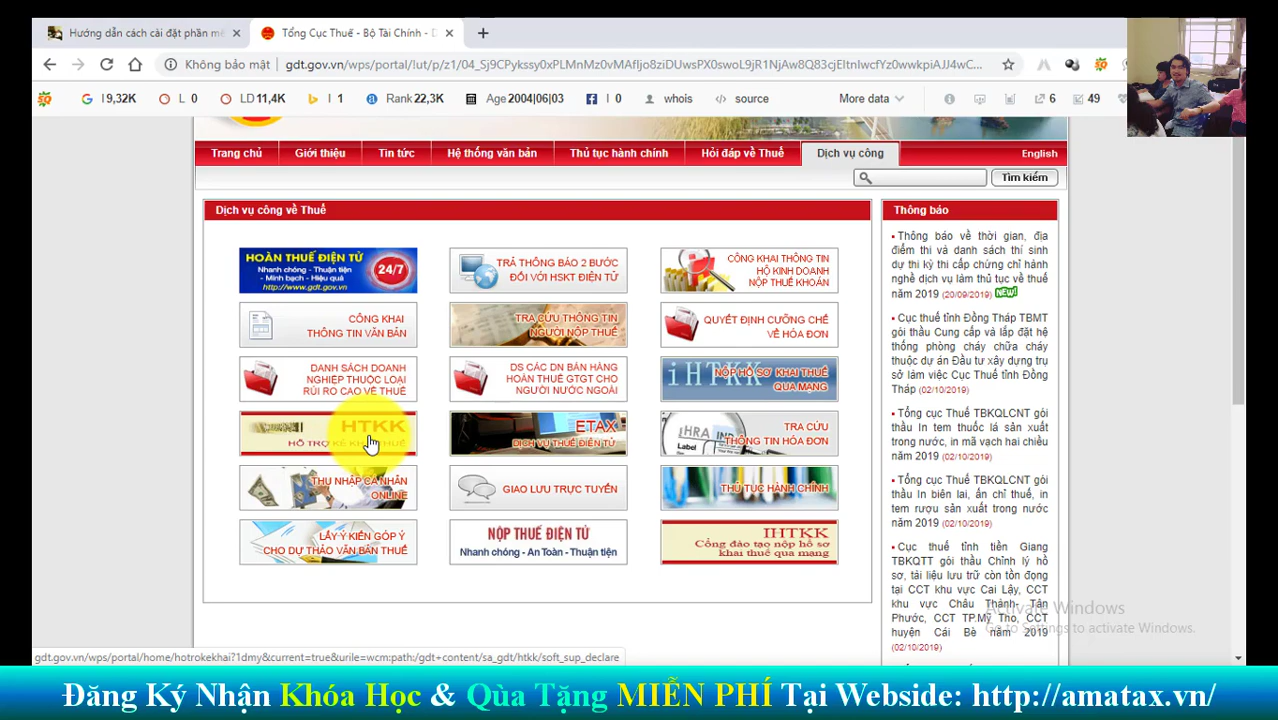 Hướng dẫn cách cài đặt phần mề
Tổng Cục Thuế - Bộ Tài Chính - D
Không bảo mật
gdt.gov.vn/wps/portal/!ut/p/z1/04_Sj9CPykssy0xPLMnMz0vMAfIjo8ziDUwsPX0swoL9jR1NjAw8Q83cjEItnIwcfYz0wwkpiAJJ4wC...
I 9,32K
L 0
LD 11,4K
I 1
Rank 22,3K
Age 2004|06|03
I 0
whois
source
More data
6
49
Trang chủ
Giới thiệu
Tin tức
Hệ thống văn bản
Thủ tục hành chính
Hỏi đáp về Thuế
Dịch vụ công
English
Tìm kiếm
Dịch vụ công về Thuế
HOÀN THUẾ ĐIỆN TỬ
Nhanh chóng - Thuận tiện
- Minh bạch - Hiệu quả
http://www.gdt.gov.vn
24/7
TRẢ THÔNG BÁO 2 BƯỚC
ĐỐI VỚI HSKT ĐIỆN TỬ
CÔNG KHAI THÔNG TIN
HỘ KINH DOANH
NỘP THUẾ KHOÁN
CÔNG KHAI
THÔNG TIN VĂN BẢN
TRA CỨU THÔNG TIN
NGƯỜI NỘP THUẾ
QUYẾT ĐỊNH CƯỠNG CHẾ
VỀ HÓA ĐƠN
DANH SÁCH DOANH
NGHIỆP THUỘC LOẠI
RỦI RO CAO VỀ THUẾ
DS CÁC DN BÁN HÀNG
HOÀN THUẾ GTGT CHO
NGƯỜI NƯỚC NGOÀI
iHTKK
NỘP HỒ SƠ KHAI THUẾ
QUA MẠNG
HTKK
HỖ TRỢ KÊ KHAI THUẾ
ETAX
DỊCH VỤ THUẾ ĐIỆN TỬ
TRA CỨU
THÔNG TIN HÓA ĐƠN
THU NHẬP CÁ NHÂN
ONLINE
GIAO LƯU TRỰC TUYẾN
THỦ TỤC HÀNH CHÍNH
LẤY Ý KIẾN GÓP Ý
CHO DỰ THẢO VĂN BẢN THUẾ
NỘP THUẾ ĐIỆN TỬ
Nhanh chóng - An Toàn - Thuận tiện
IHTKK
Cổng đào tạo nộp hồ sơ
khai thuế qua mạng
Thông báo
Thông báo về thời gian, địa
điểm thi và danh sách thí sinh
dự thi kỳ thi cấp chứng chỉ hành
nghề dịch vụ làm thủ tục về thuế
năm 2019 (20/09/2019) NEW!
Cục thuế tỉnh Đồng Tháp TBMT
gói thầu Cung cấp và lắp đặt hệ
thống phòng cháy chữa cháy
thuộc dự án Đầu tư xây dựng trụ
sở làm việc Cục Thuế tỉnh Đồng
Tháp (02/10/2019)
Tổng cục Thuế TBKQLCNT gói
thầu In tem thuốc lá sản xuất
trong nước, in mã vạch hai chiều
(02/10/2019)
Tổng cục Thuế TBKQLCNT gói
thầu In biên lai, ấn chỉ thuế, in
tem rượu sản xuất trong nước
năm 2019 (02/10/2019)
Cục thuế tỉnh tiền Giang
TBKQTT gói thầu Chỉnh lý hồ
sơ, tài liệu lưu trữ còn tồn đọng
tại CCT khu vực Cai Lậy, CCT
khu vực Châu Thành- Tân
Phước, CCT TP.Mỹ Tho, CCT
huyện Cái Bè năm 2019
(02/10/2019)
Activate Windows
Go to Settings to activate Windows.
gdt.gov.vn/wps/portal/home/hotrokekhai?1dmy&current=true&urile=wcm:path:/gdt+content/sa_gdt/htkk/soft_sup_declare
Đăng Ký Nhận Khóa Học & Qùa Tặng MIỄN PHÍ Tại Webside: http://amatax.vn/